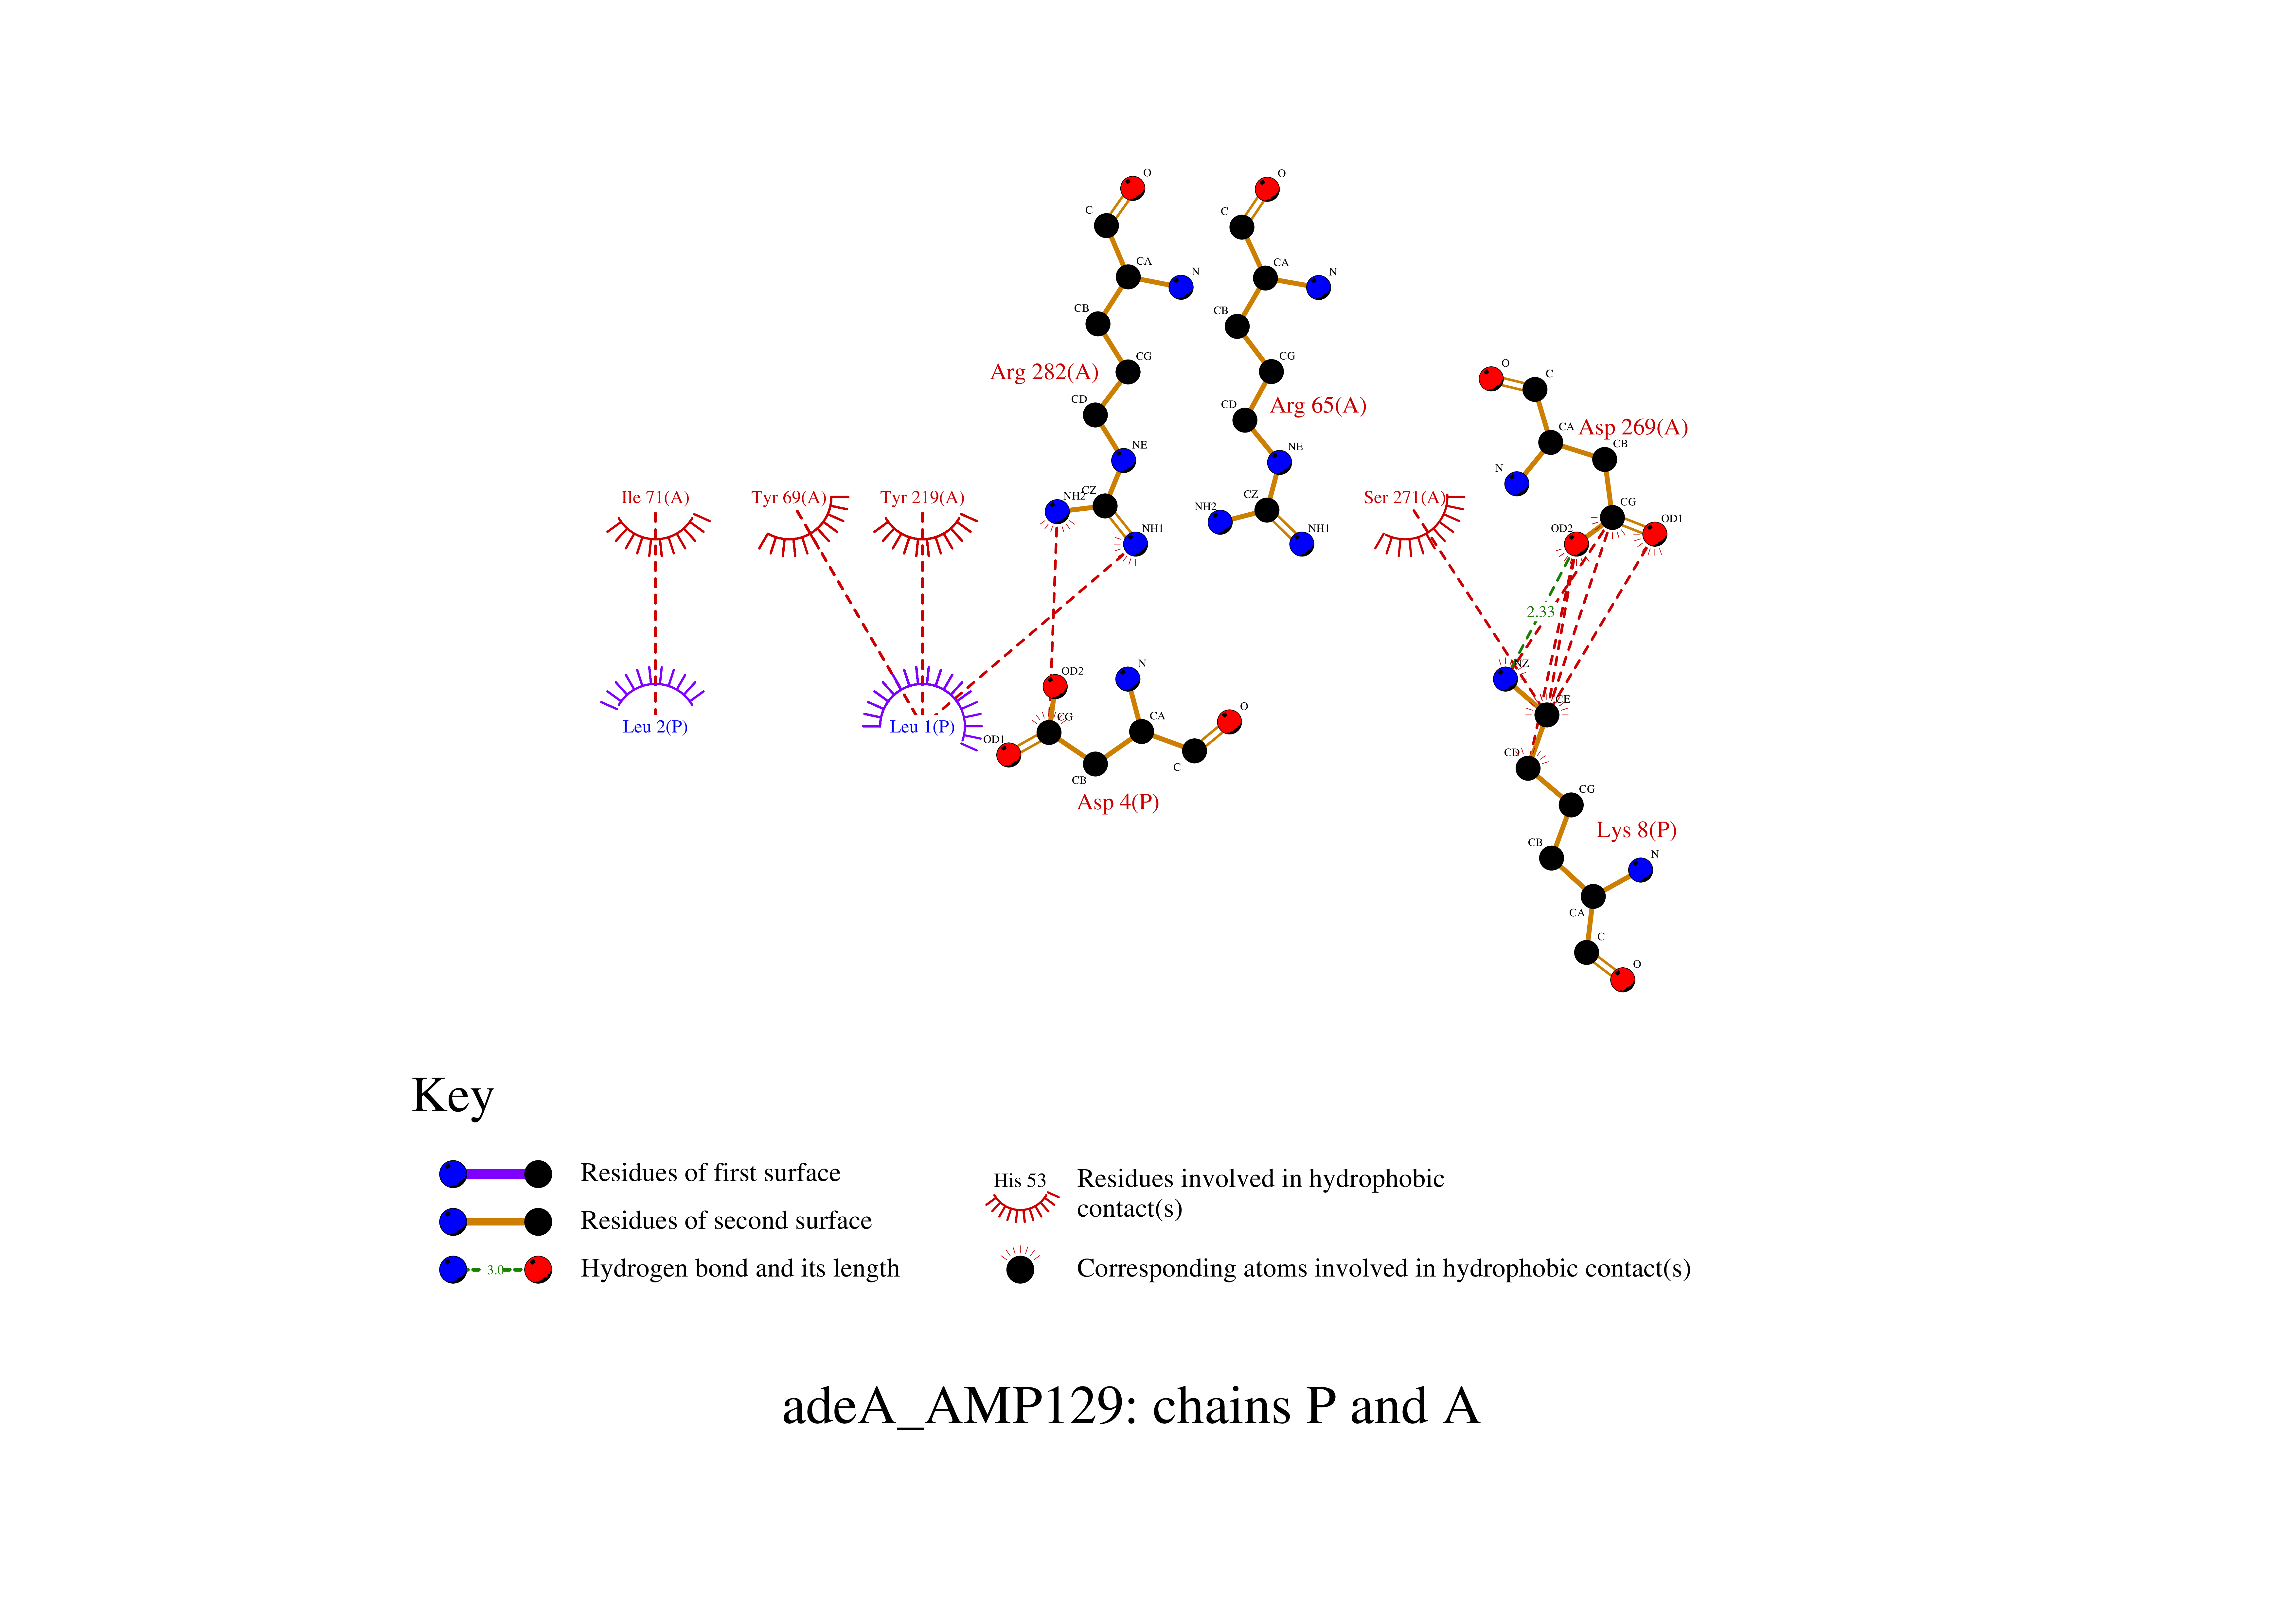 O
O
C
C
CA
CA
N
N
CB
CB
CG
CG
Arg 282(A)
O
C
CD
CD
Arg 65(A)
CA
Asp 269(A)
CB
NE
NE
N
Ile 71(A)
Tyr 69(A)
Tyr 219(A)
NH2
CZ
CZ
Ser 271(A)
CG
NH2
NH1
NH1
OD2
OD1
2.33
OD2
N
NZ
CE
Leu 2(P)
Leu 1(P)
CG
CA
O
OD1
CB
C
CD
Asp 4(P)
CG
Lys 8(P)
CB
N
CA
C
O
Key
Residues of first surface
His 53
Residues involved in hydrophobic
contact(s)
Residues of second surface
3.0
Hydrogen bond and its length
Corresponding atoms involved in hydrophobic contact(s)
adeA_AMP129: chains P and A